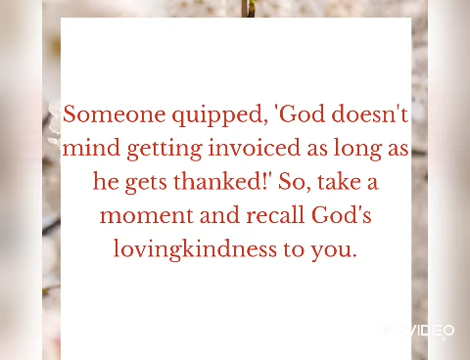 Someone quipped, 'God doesn't
mind getting invoiced as long as
he gets thanked!' So, take a
moment and recall God's
lovingkindness to you.
VIDEO